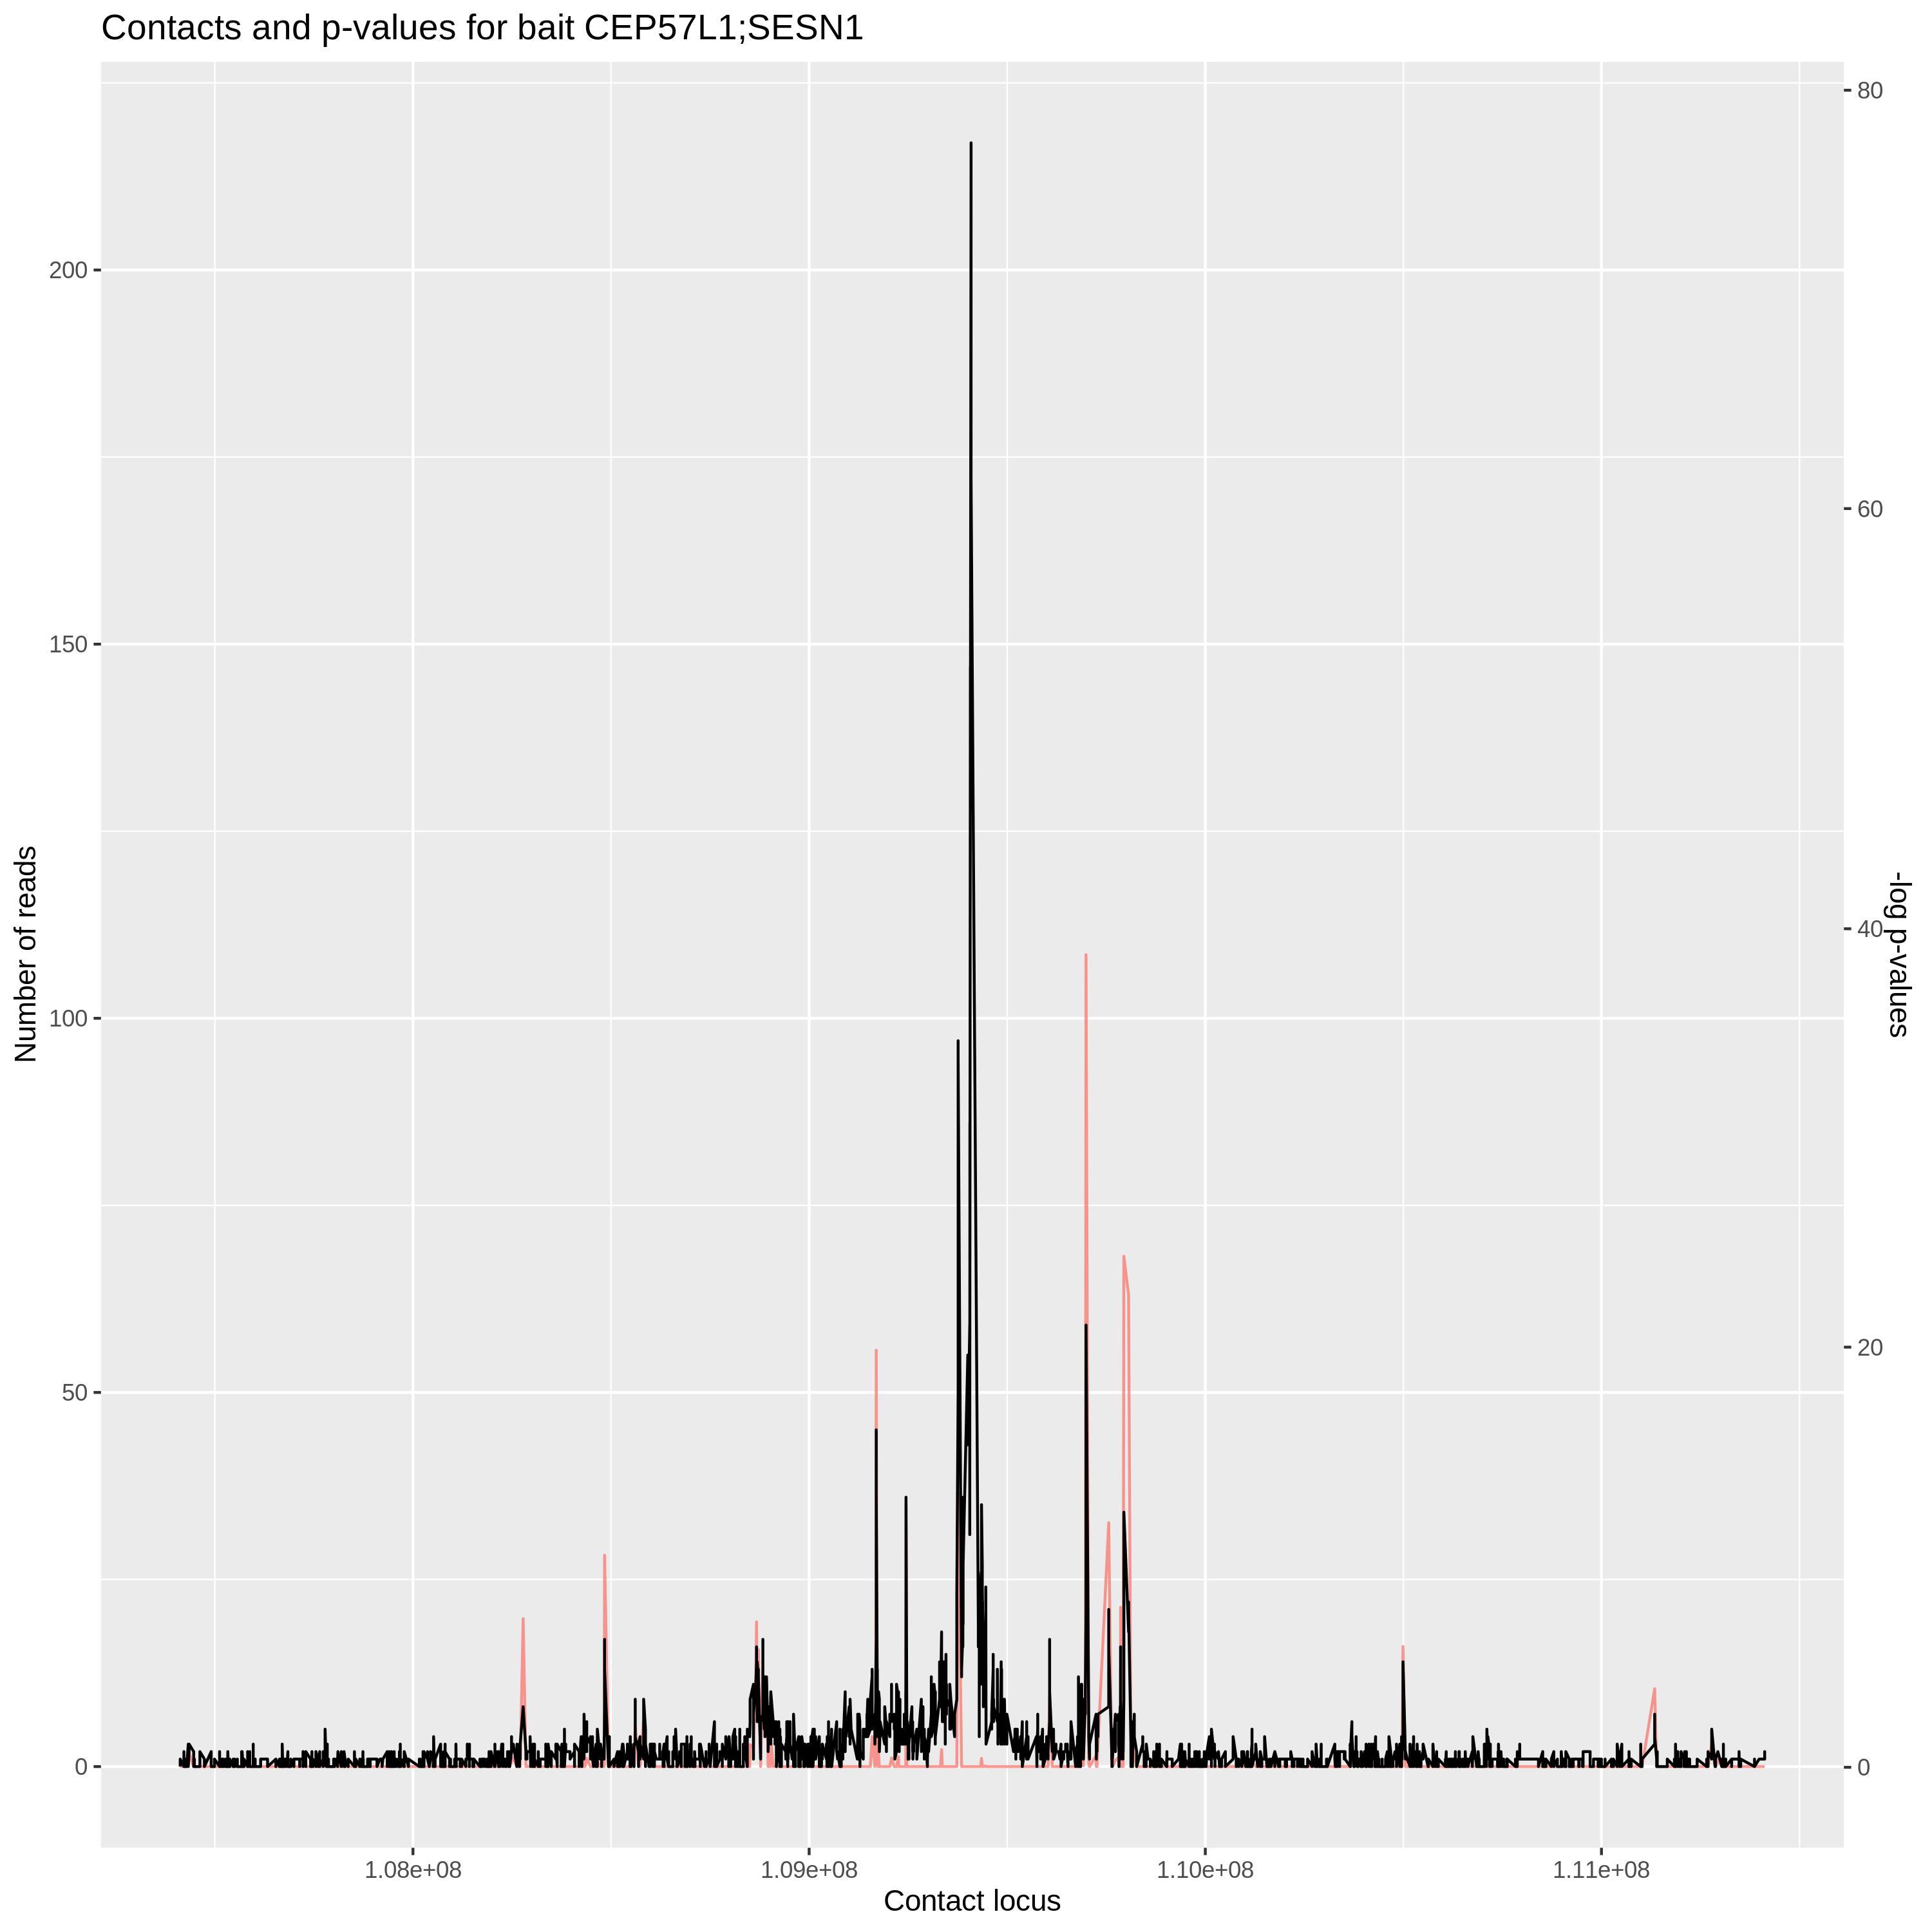 Contacts and p-values for bait CEP57L1;SESN1
Number of reads
200
150
100
50
0
80
60
40
20
0
-log p-values
1.08e+08
1.09e+08
1.10e+08
1.11e+08
Contact locus